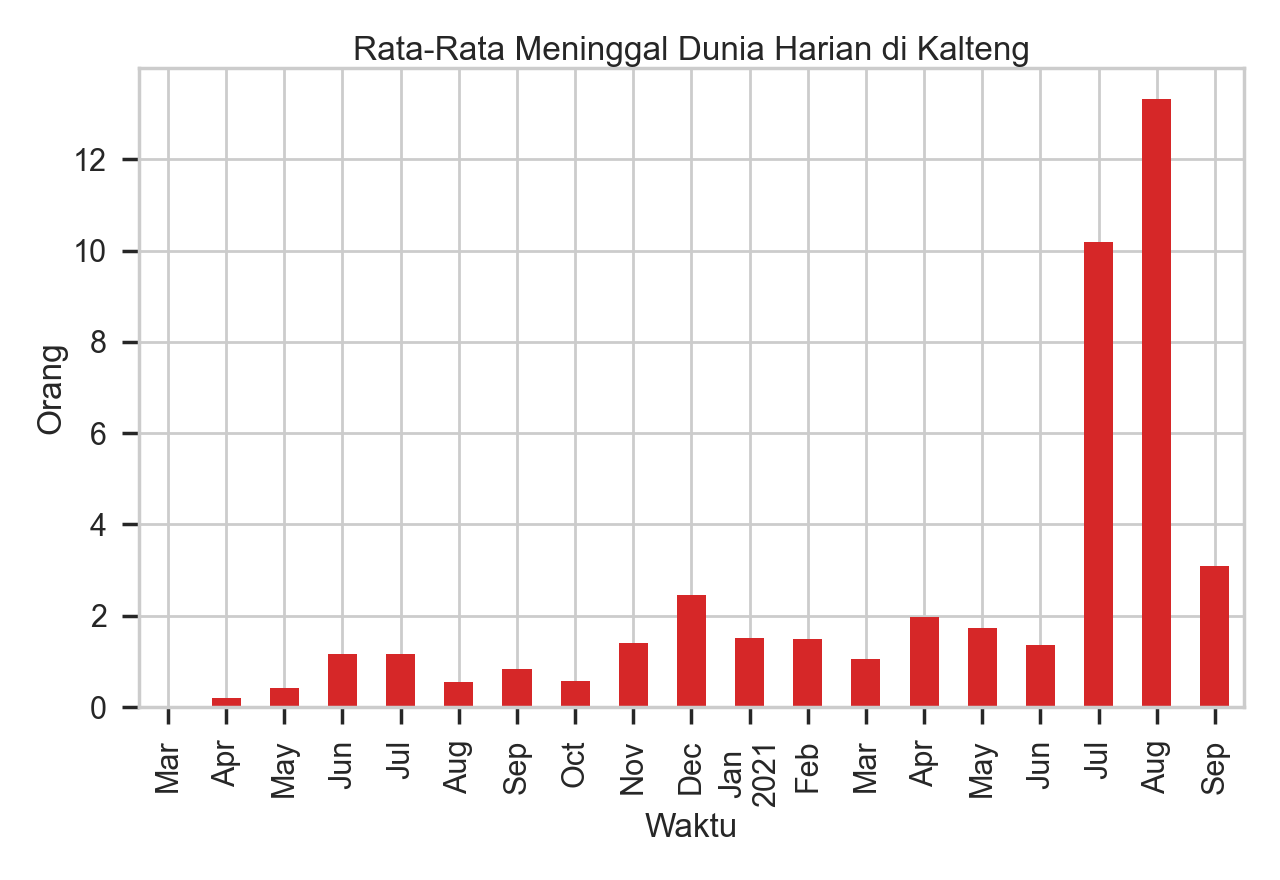 Rata-Rata Meninggal Dunia Harian di Kalteng
Orang
12
10
8
6
4
2
0
Mar
Apr
May
Jun
Jul
Aug
Sep
Oct
Nov
Dec
Jan
2021
Feb
Mar
Apr
May
Jun
Jul
Aug
Sep
Waktu